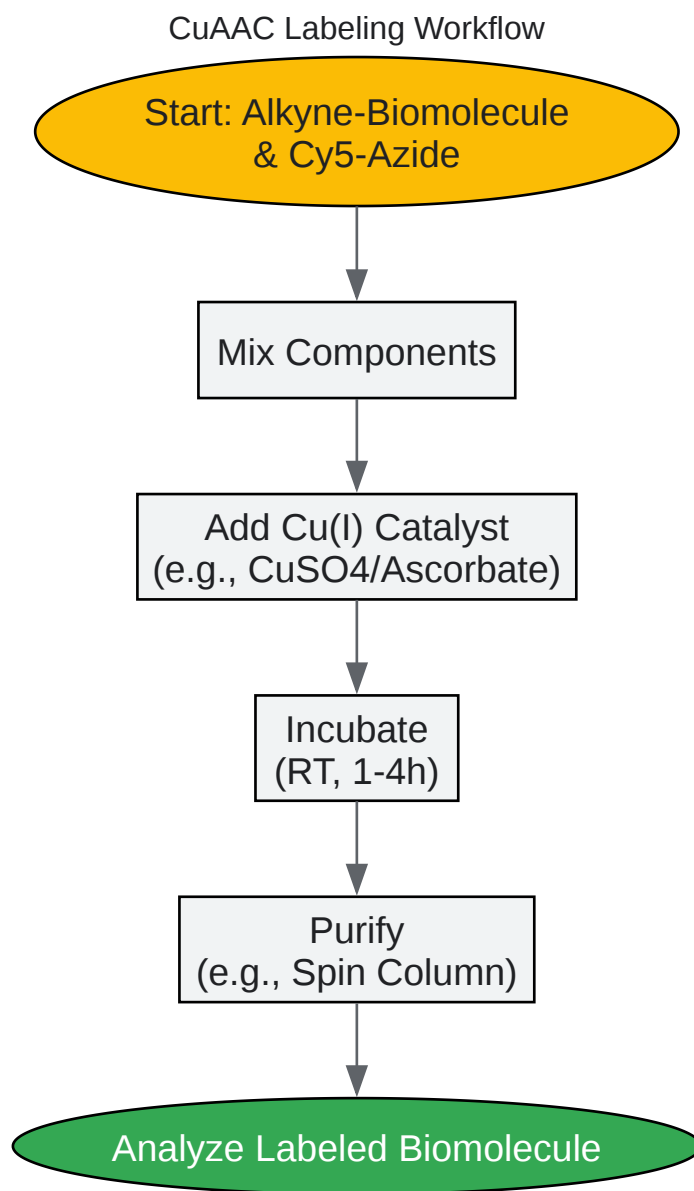 CuAAC Labeling Workflow
Start: Alkyne-Biomolecule
& Cy5-Azide
Mix Components
Add Cu(I) Catalyst
(e.g., CuSO4/Ascorbate)
Incubate
(RT, 1-4h)
Purify
(e.g., Spin Column)
Analyze Labeled Biomolecule